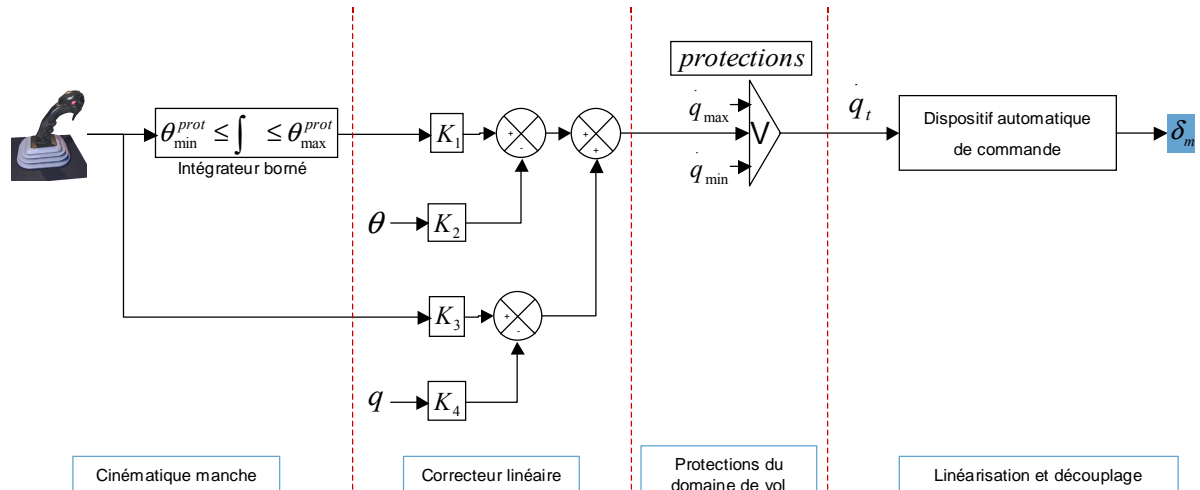 protections
θ_min^prot ≤ ∫ ≤ θ_max^prot
Intégrateur borné
K_1
+
-
+
+
q̇_max
V
q̇_min
q̇_t
Dispositif automatique
de commande
δ_m
θ
K_2
K_3
+
-
q
K_4
Cinématique manche
Correcteur linéaire
Protections du
domaine de vol
Linéarisation et découplage